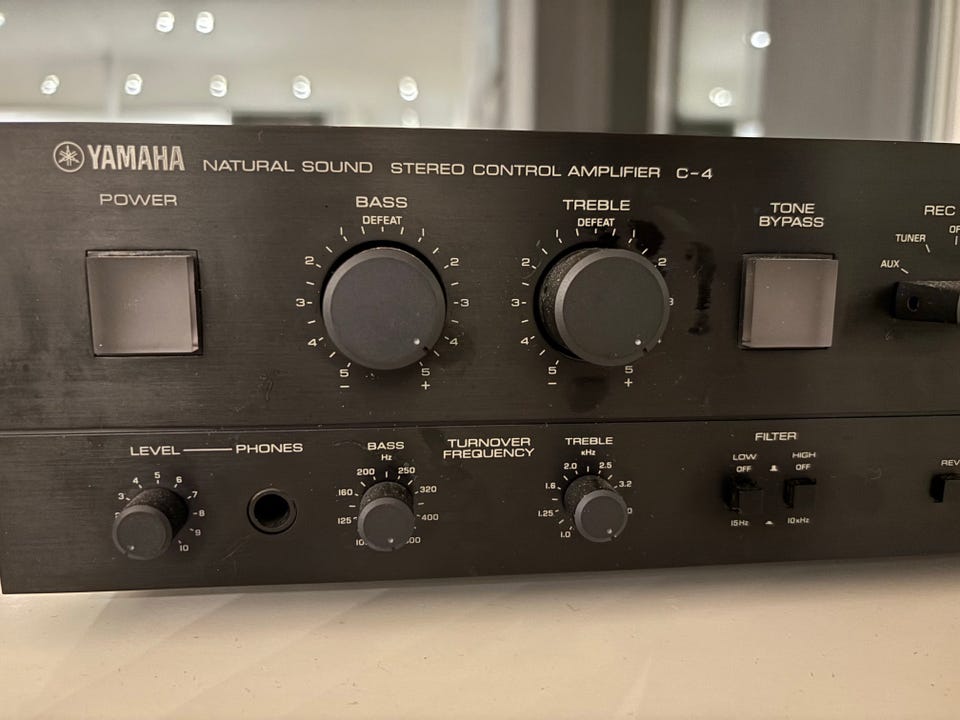 YAMAHA NATURAL SOUND STEREO CONTROL AMPLIFIER C-4
POWER
BASS
DEFEAT
2 2
3 3
4 4
5 5
- +
TREBLE
DEFEAT
2 2
3
4
5 5
- +
TONE
BYPASS
REC
TUNER
AUX
LEVEL PHONES
3 4 5 6 7 8 9 10
BASS
Hz
125 160 200 250 320 400
TURNOVER
FREQUENCY
TREBLE
kHz
1.0 1.25 1.6 2.0 2.5 3.2
FILTER
LOW HIGH
OFF OFF
15Hz 10kHz